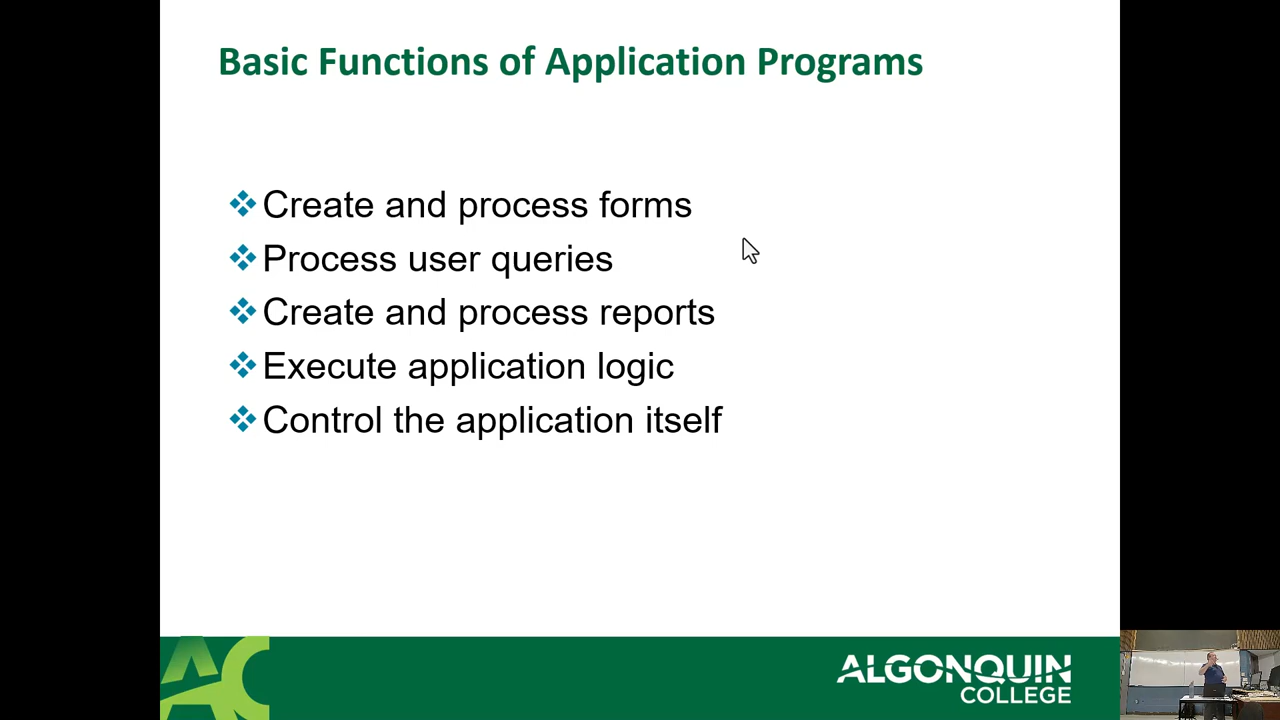 Basic Functions of Application Programs
Create and process forms
Process user queries
Create and process reports
Execute application logic
Control the application itself
AC
ALGONQUIN
COLLEGE